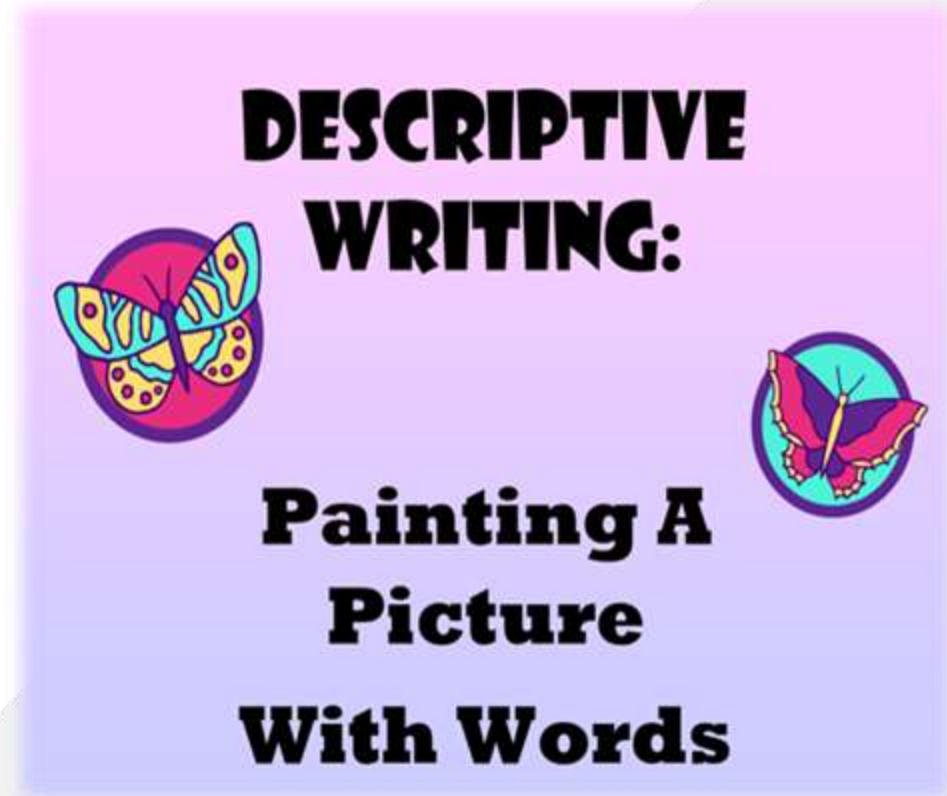 DESCRIPTIVE
WRITING:
Painting A
Picture
With Words